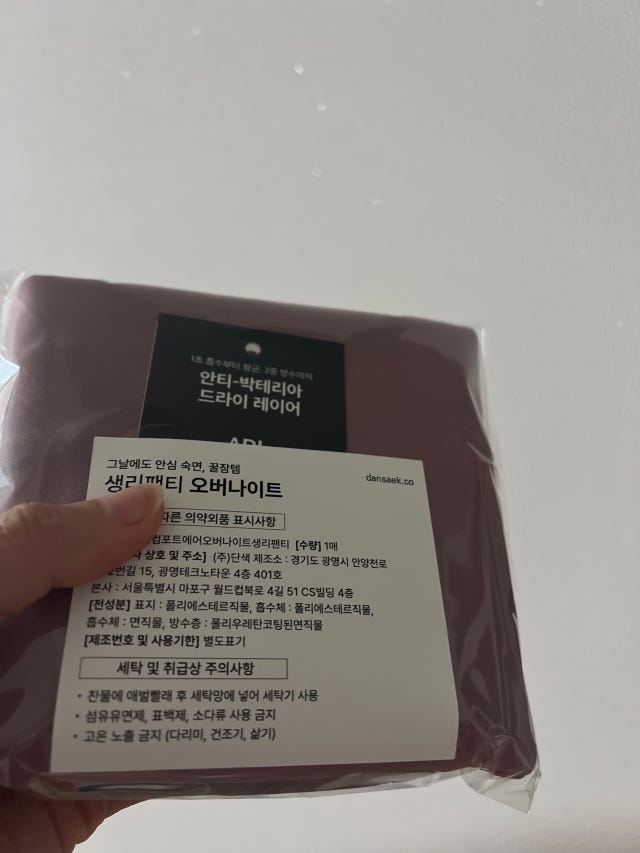 1초 흡수부터 항균, 2중 방수까지
안티-박테리아
드라이 레이어
그날에도 안심 숙면, 꿀잠템
dansaek.co
생리팬티 오버나이트
따른 의약외품 표시사항
컴포트에어오버나이트생리팬티 [수량] 1매
상호 및 주소] (주)단색 제조소 : 경기도 광명시 안양천로
번길 15, 광명테크노타운 4층 401호
본사 : 서울특별시 마포구 월드컵북로 4길 51 CS빌딩 4층
[전성분] 표지 : 폴리에스테르직물, 흡수체 : 폴리에스테르직물,
흡수체 : 면직물, 방수층 : 폴리우레탄코팅된면직물
[제조번호 및 사용기한] 별도표기
세탁 및 취급상 주의사항
• 찬물에 애벌빨래 후 세탁망에 넣어 세탁기 사용
• 섬유유연제, 표백제, 소다류 사용 금지
• 고온 노출 금지 (다리미, 건조기, 삶기)